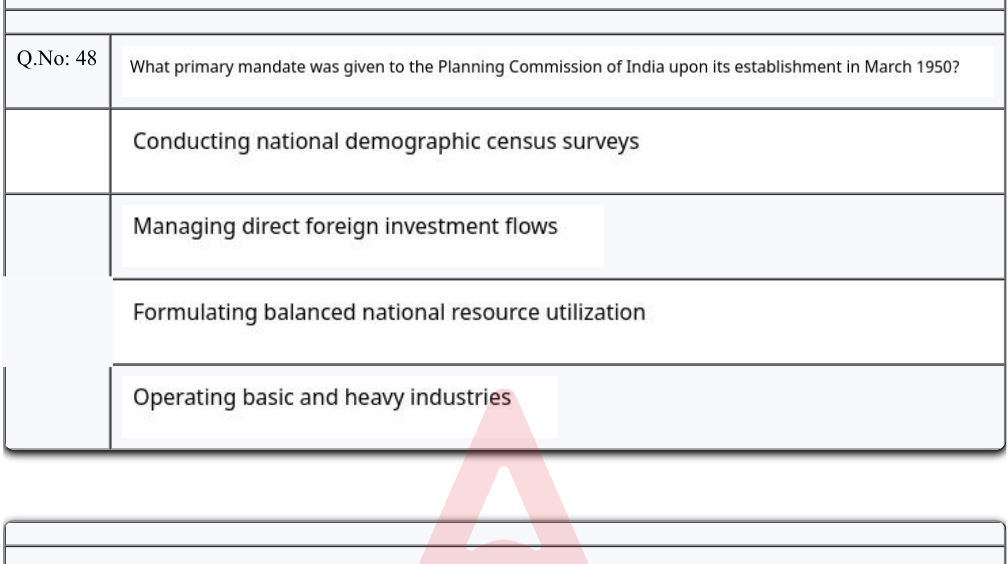 Q.No: 48
What primary mandate was given to the Planning Commission of India upon its establishment in March 1950?
Conducting national demographic census surveys
Managing direct foreign investment flows
Formulating balanced national resource utilization
Operating basic and heavy industries